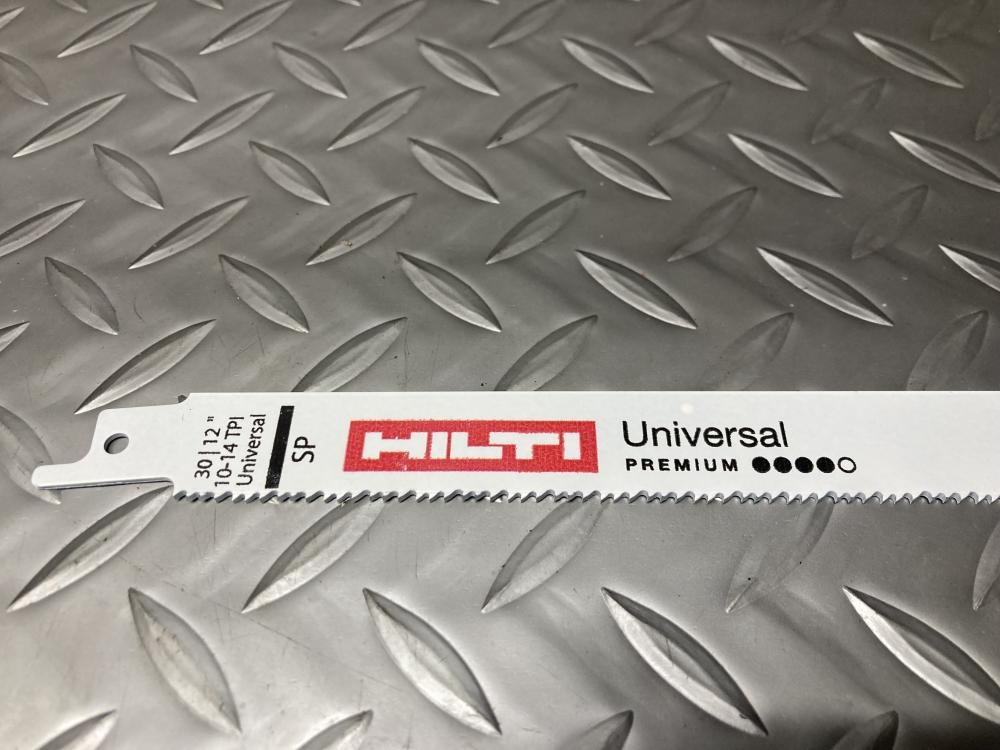 30 | 12 "
10-14 TPI
Universal
SP
HILTI
Universal
PREMIUM